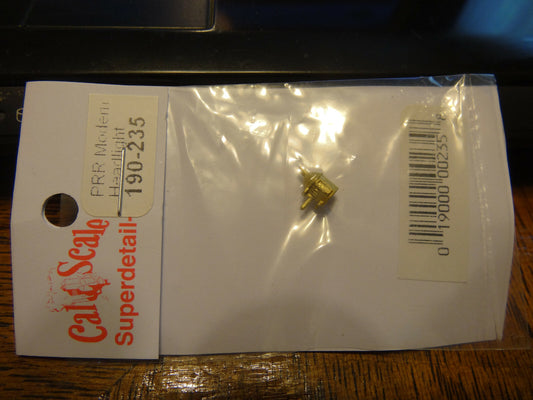 PRR Modern
Headlight
190-235
Cal Scale
Superdetail-
0 19000 00235 8